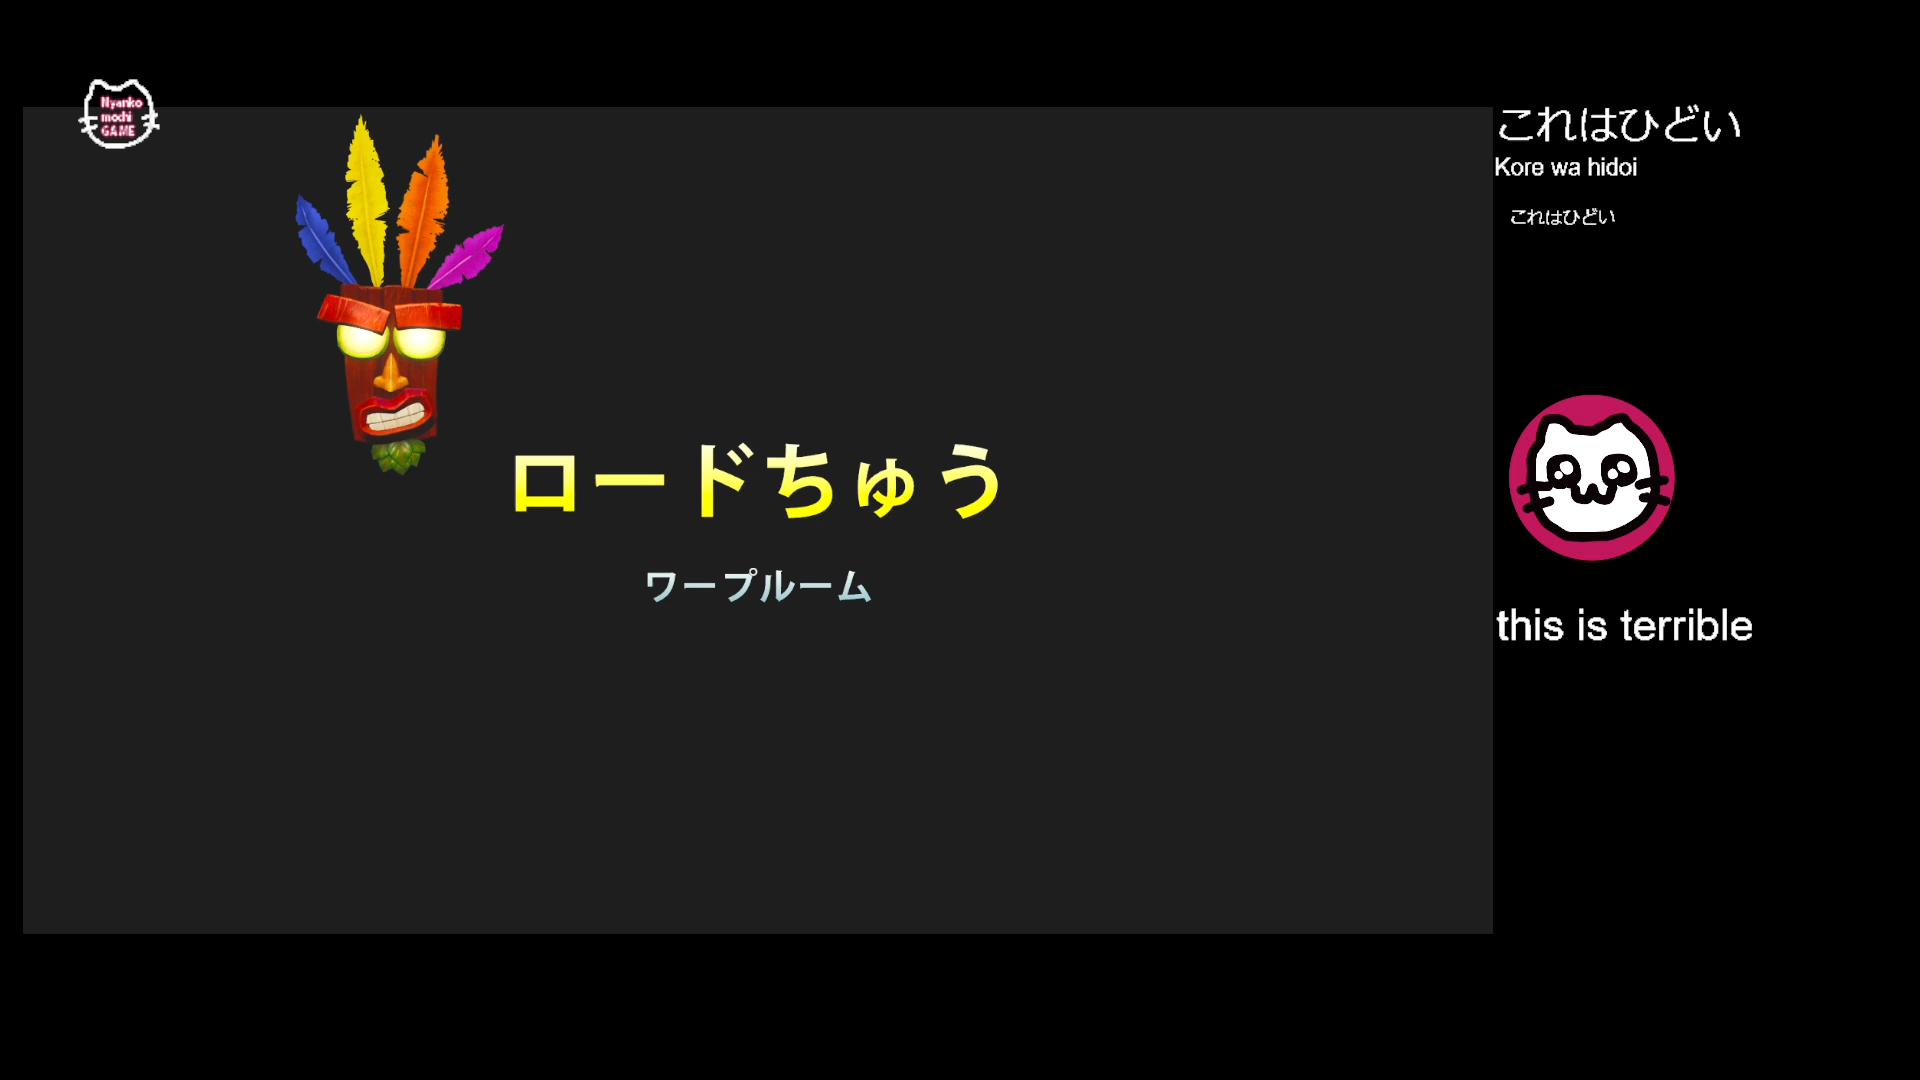 Nyanko
mochi
GAME
ロードちゅう
ワープルーム
これはひどい
Kore wa hidoi
これはひどい
this is terrible